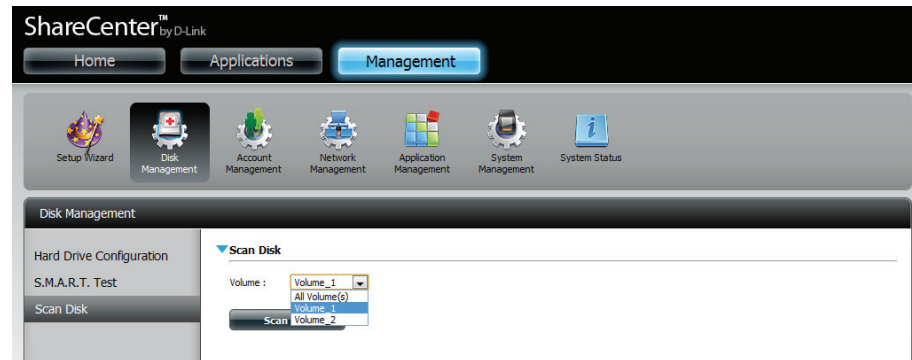 ShareCenter™ by D-Link
Home Applications Management
Setup Wizard
Disk Management
Account Management
Network Management
Application Management
System Management
System Status
Disk Management
Hard Drive Configuration
S.M.A.R.T. Test
Scan Disk
Scan Disk
Volume : Volume_1
All Volume(s)
Volume_1
Volume_2
Scan